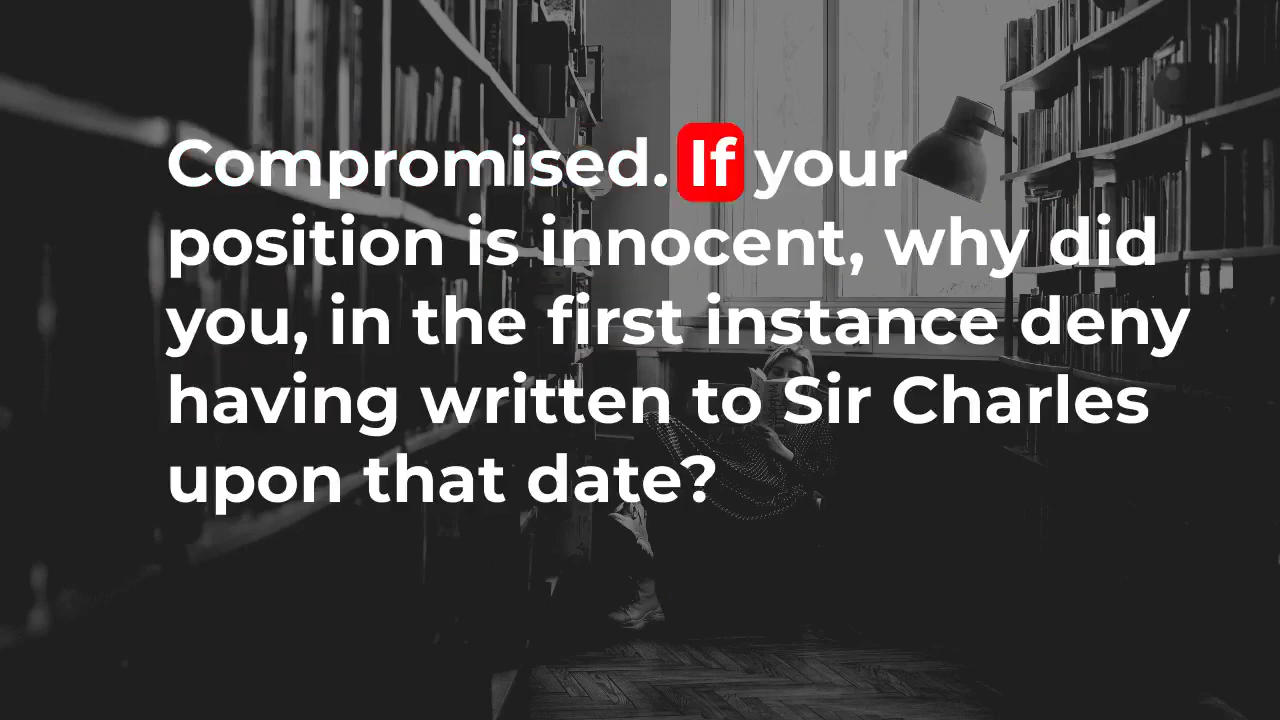 Compromised. If your
position is innocent, why did
you, in the first instance deny
having written to Sir Charles
upon that date?